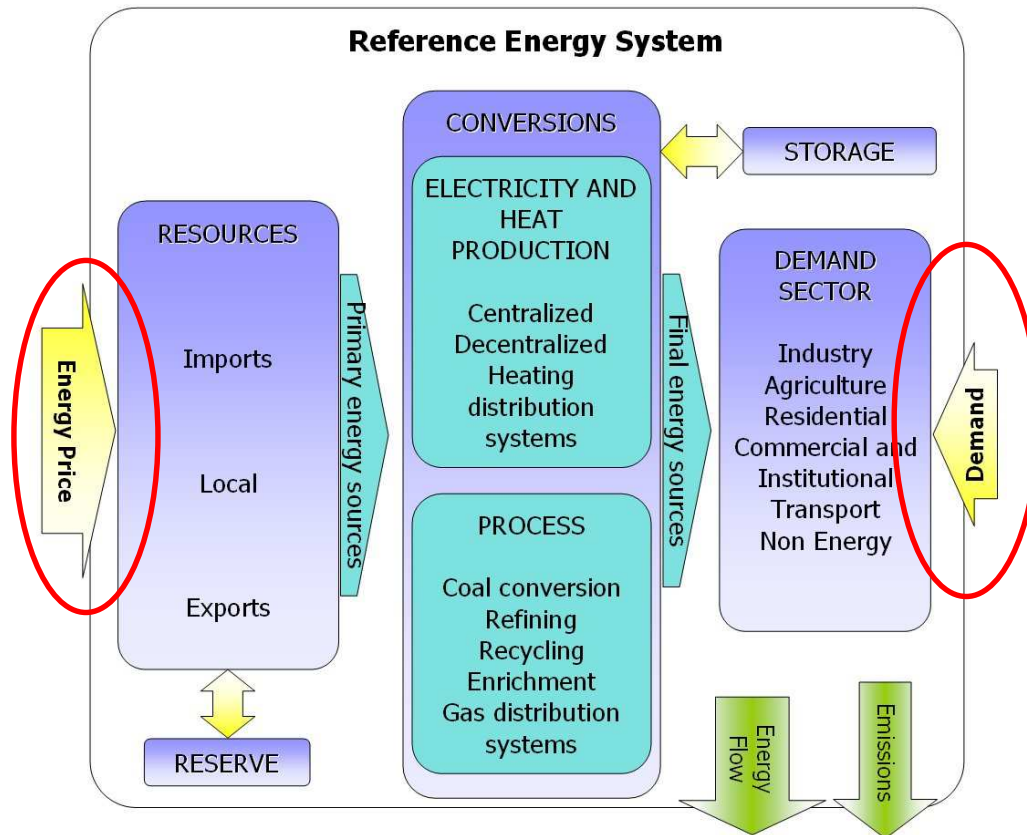 Reference Energy System
Energy Price
RESOURCES
Imports
Local
Exports
RESERVE
Primary energy sources
CONVERSIONS
ELECTRICITY AND
HEAT
PRODUCTION
Centralized
Decentralized
Heating
distribution
systems
PROCESS
Coal conversion
Refining
Recycling
Enrichment
Gas distribution
systems
Final energy sources
STORAGE
DEMAND
SECTOR
Industry
Agriculture
Residential
Commercial and
Institutional
Transport
Non Energy
Demand
Energy
Flow
Emissions